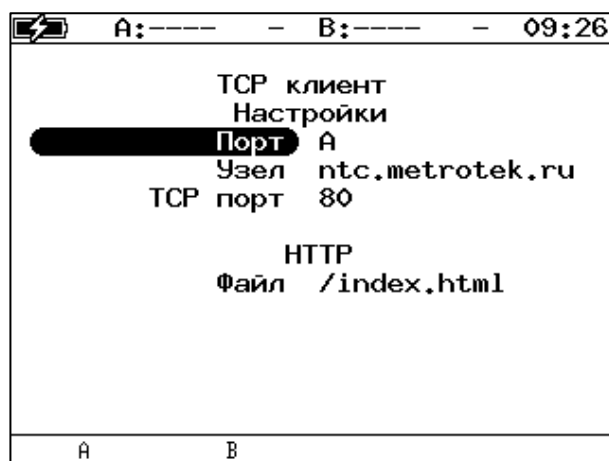 A:---- – B:---- – 09:26
TCP клиент
Настройки
Порт A
Узел ntc.metrotek.ru
TCP порт 80
HTTP
Файл /index.html
A B